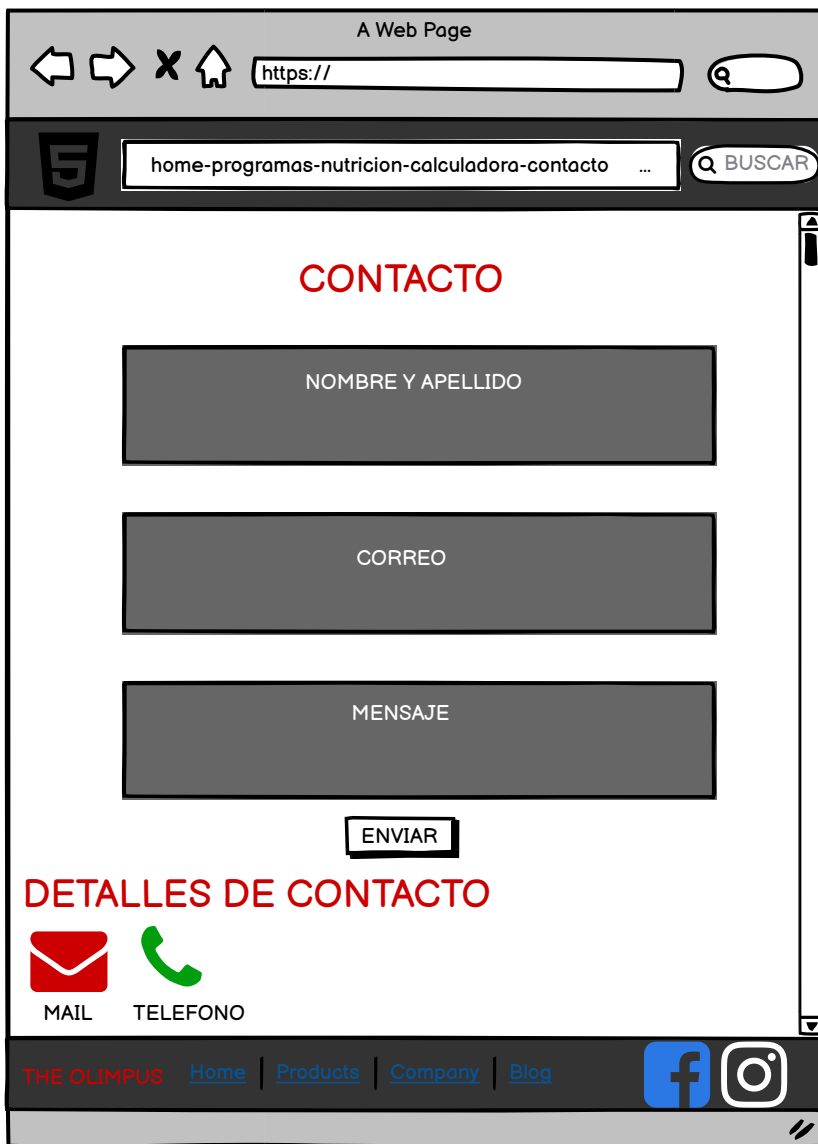 A Web Page
https://
home-programas-nutricion-calculadora-contacto ...
BUSCAR
CONTACTO
NOMBRE Y APELLIDO
CORREO
MENSAJE
ENVIAR
DETALLES DE CONTACTO
MAIL TELEFONO
THE OLIMPUS Home | Products | Company | Blog